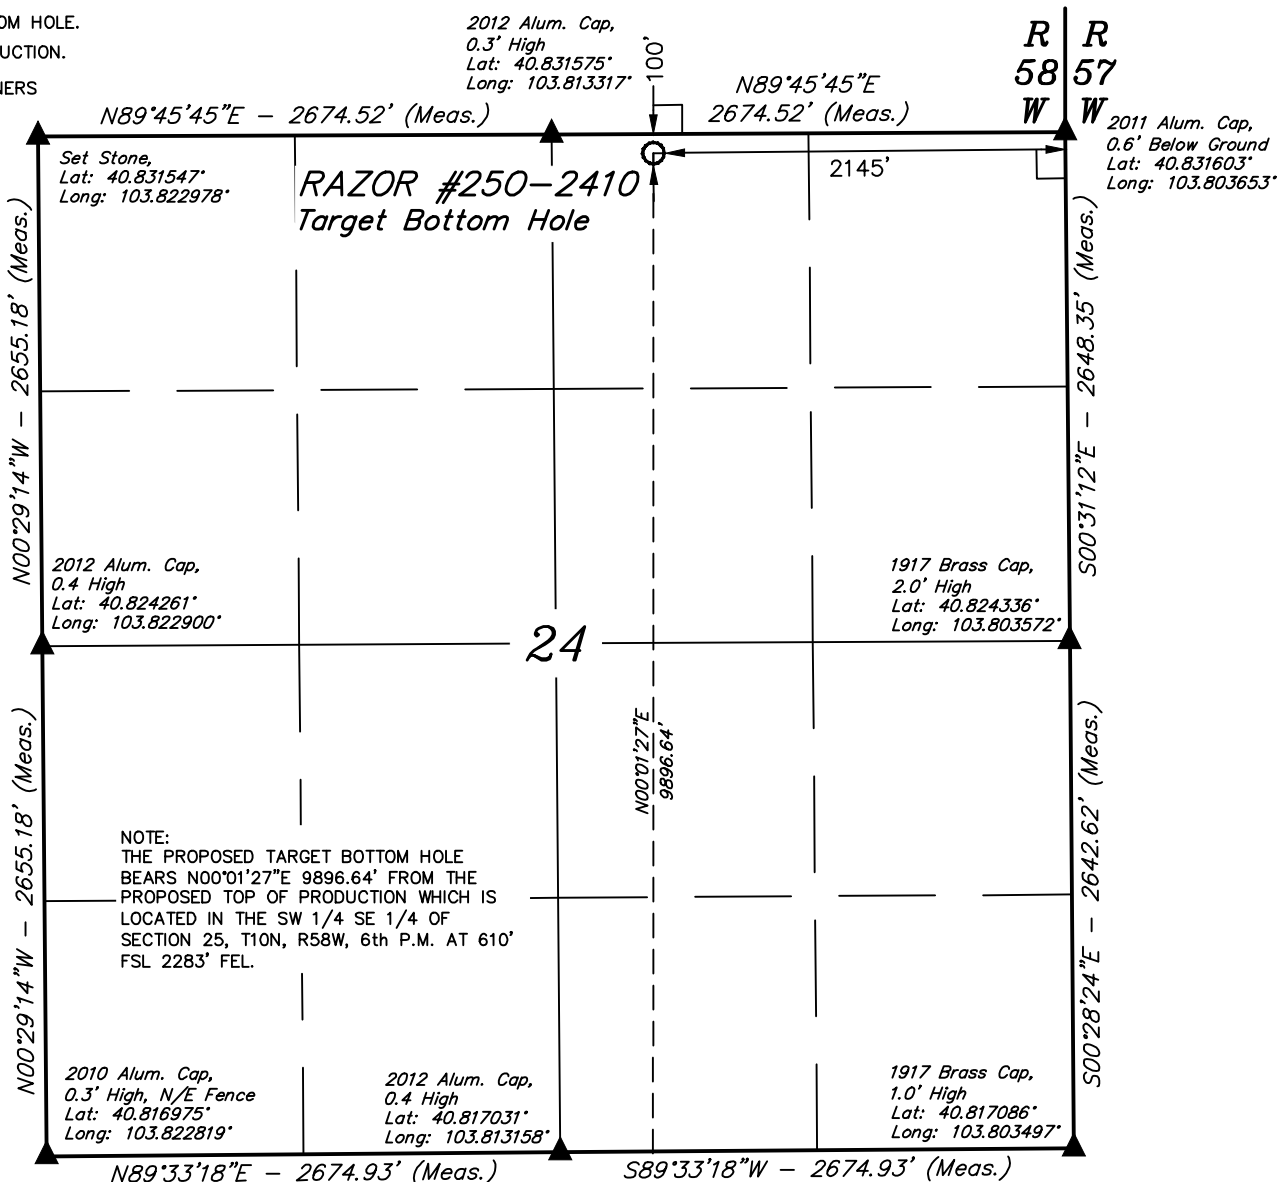 OM HOLE.
UCTION.
NERS
2012 Alum. Cap,
0.3' High
Lat: 40.831575°
Long: 103.813317°
100'
R R
58 57
W W
N89°45'45"E - 2674.52' (Meas.)
N89°45'45"E
2674.52' (Meas.)
2011 Alum. Cap,
0.6' Below Ground
Lat: 40.831603°
Long: 103.803653°
Set Stone,
Lat: 40.831547°
Long: 103.822978°
RAZOR #250-2410
Target Bottom Hole
2145'
N00°29'14"W - 2655.18' (Meas.)
S00°31'12"E - 2648.35' (Meas.)
2012 Alum. Cap,
0.4 High
Lat: 40.824261°
Long: 103.822900°
1917 Brass Cap,
2.0' High
Lat: 40.824336°
Long: 103.803572°
24
N00°01'27"E
9896.64'
N00°29'14"W - 2655.18' (Meas.)
S00°28'24"E - 2642.62' (Meas.)
NOTE:
THE PROPOSED TARGET BOTTOM HOLE
BEARS N00°01'27"E 9896.64' FROM THE
PROPOSED TOP OF PRODUCTION WHICH IS
LOCATED IN THE SW 1/4 SE 1/4 OF
SECTION 25, T10N, R58W, 6th P.M. AT 610'
FSL 2283' FEL.
2010 Alum. Cap,
0.3' High, N/E Fence
Lat: 40.816975°
Long: 103.822819°
2012 Alum. Cap,
0.4 High
Lat: 40.817031°
Long: 103.813158°
1917 Brass Cap,
1.0' High
Lat: 40.817086°
Long: 103.803497°
N89°33'18"E - 2674.93' (Meas.)
S89°33'18"W - 2674.93' (Meas.)